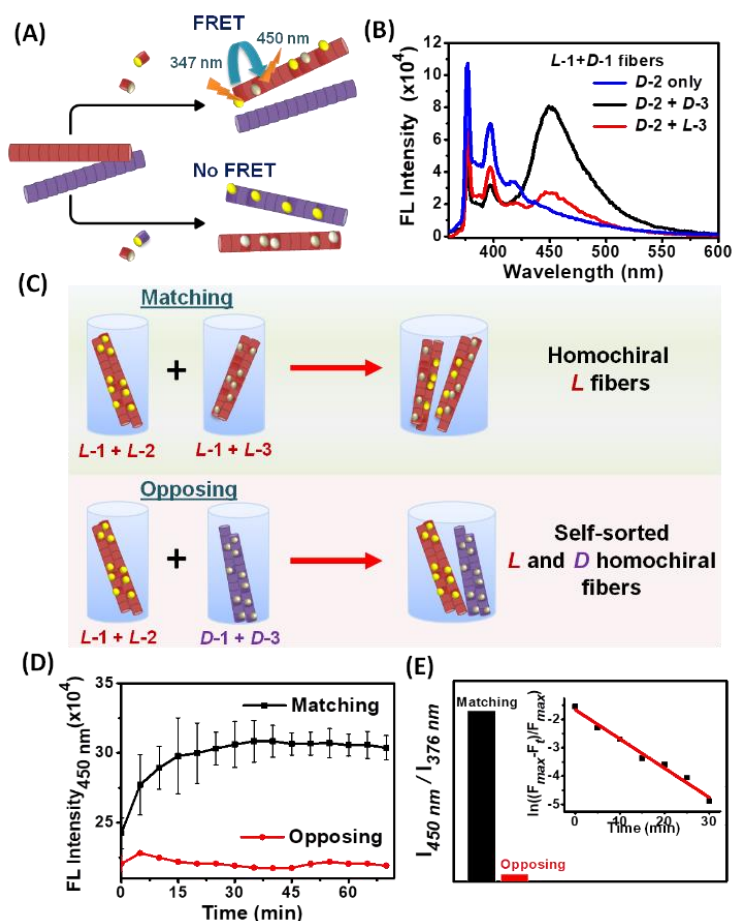 (A)
FRET
450 nm
347 nm
No FRET
(B)
FL Intensity (x10⁴)
12
10
8
6
4
2
0
L-1+D-1 fibers
D-2 only
D-2 + D-3
D-2 + L-3
400 450 500 550 600
Wavelength (nm)
(C)
Matching
+
L-1 + L-2
L-1 + L-3
Homochiral
L fibers
Opposing
+
L-1 + L-2
D-1 + D-3
Self-sorted
L and D homochiral
fibers
(D)
FL Intensity450 nm(x10⁴)
35
30
25
Matching
Opposing
0 15 30 45 60
Time (min)
(E)
I450 nm / I376 nm
Matching
Opposing
ln((Fmax-Ft)/Fmax)
-2
-3
-4
-5
0 10 20 30
Time (min)